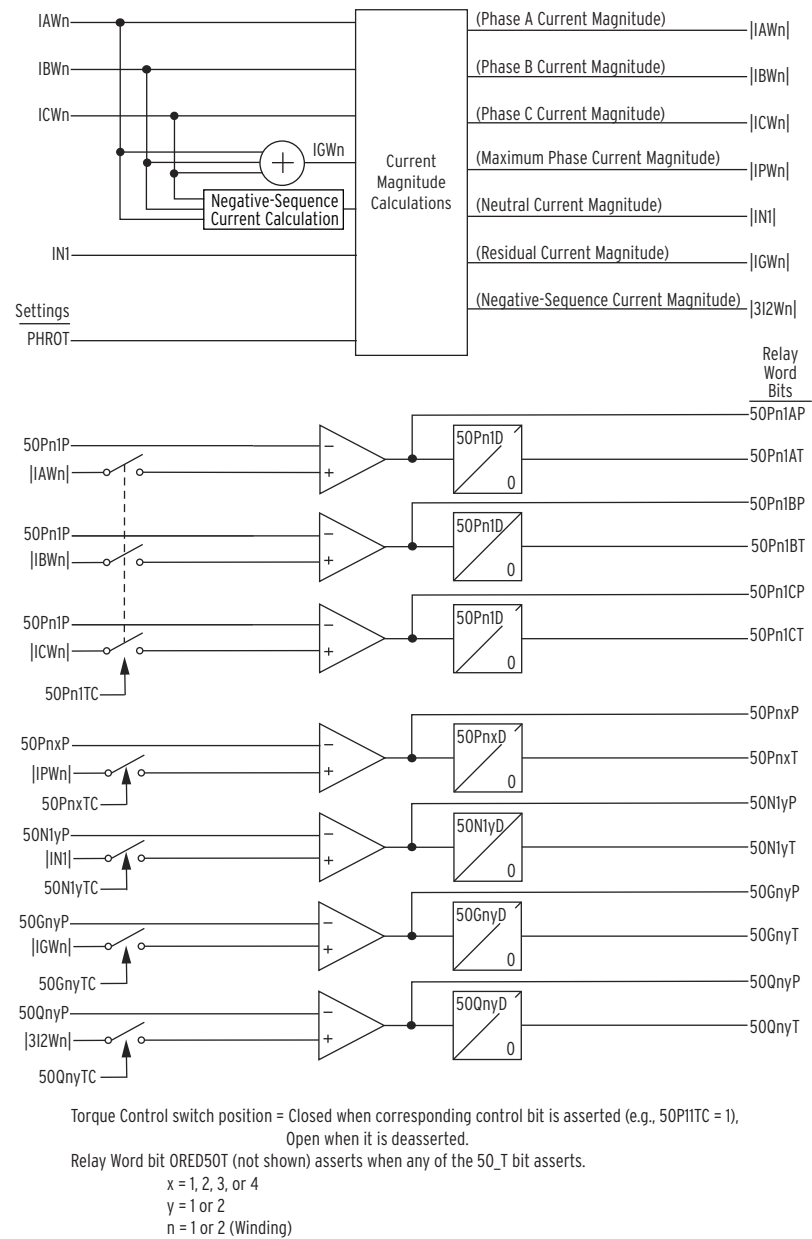 IAWn
(Phase A Current Magnitude)
|IAWn|
IBWn
(Phase B Current Magnitude)
|IBWn|
ICWn
(Phase C Current Magnitude)
|ICWn|
IGWn
+
Current
Magnitude
Calculations
(Maximum Phase Current Magnitude)
|IPWn|
Negative-Sequence
Current Calculation
(Neutral Current Magnitude)
|IN1|
IN1
(Residual Current Magnitude)
|IGWn|
(Negative-Sequence Current Magnitude)
|3I2Wn|
Settings
PHROT
Relay
Word
Bits
50Pn1AP
50Pn1P
−
50Pn1D
50Pn1AT
|IAWn|
+
0
50Pn1BP
50Pn1P
−
50Pn1D
50Pn1BT
|IBWn|
+
0
50Pn1CP
50Pn1P
−
50Pn1D
50Pn1CT
|ICWn|
+
0
50Pn1TC
50PnxP
50PnxP
−
50PnxD
50PnxT
|IPWn|
+
0
50PnxTC
50N1yP
50N1yP
−
50N1yD
50N1yT
|IN1|
+
0
50N1yTC
50GnyP
50GnyP
−
50GnyD
50GnyT
|IGWn|
+
0
50GnyTC
50QnyP
50QnyP
−
50QnyD
50QnyT
|3I2Wn|
+
0
50QnyTC
Torque Control switch position = Closed when corresponding control bit is asserted (e.g., 50P11TC = 1),
Open when it is deasserted.
Relay Word bit ORED50T (not shown) asserts when any of the 50_T bit asserts.
x = 1, 2, 3, or 4
y = 1 or 2
n = 1 or 2 (Winding)